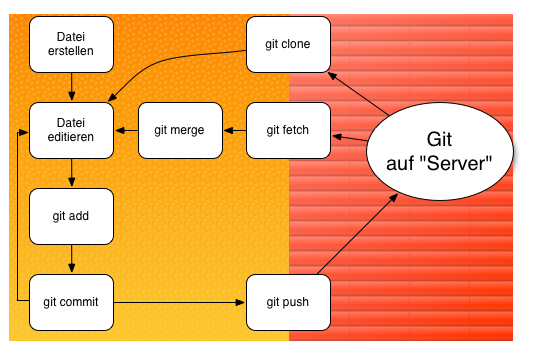 Datei
erstellen
git clone
Datei
editieren
git merge
git fetch
Git
auf "Server"
git add
git commit
git push